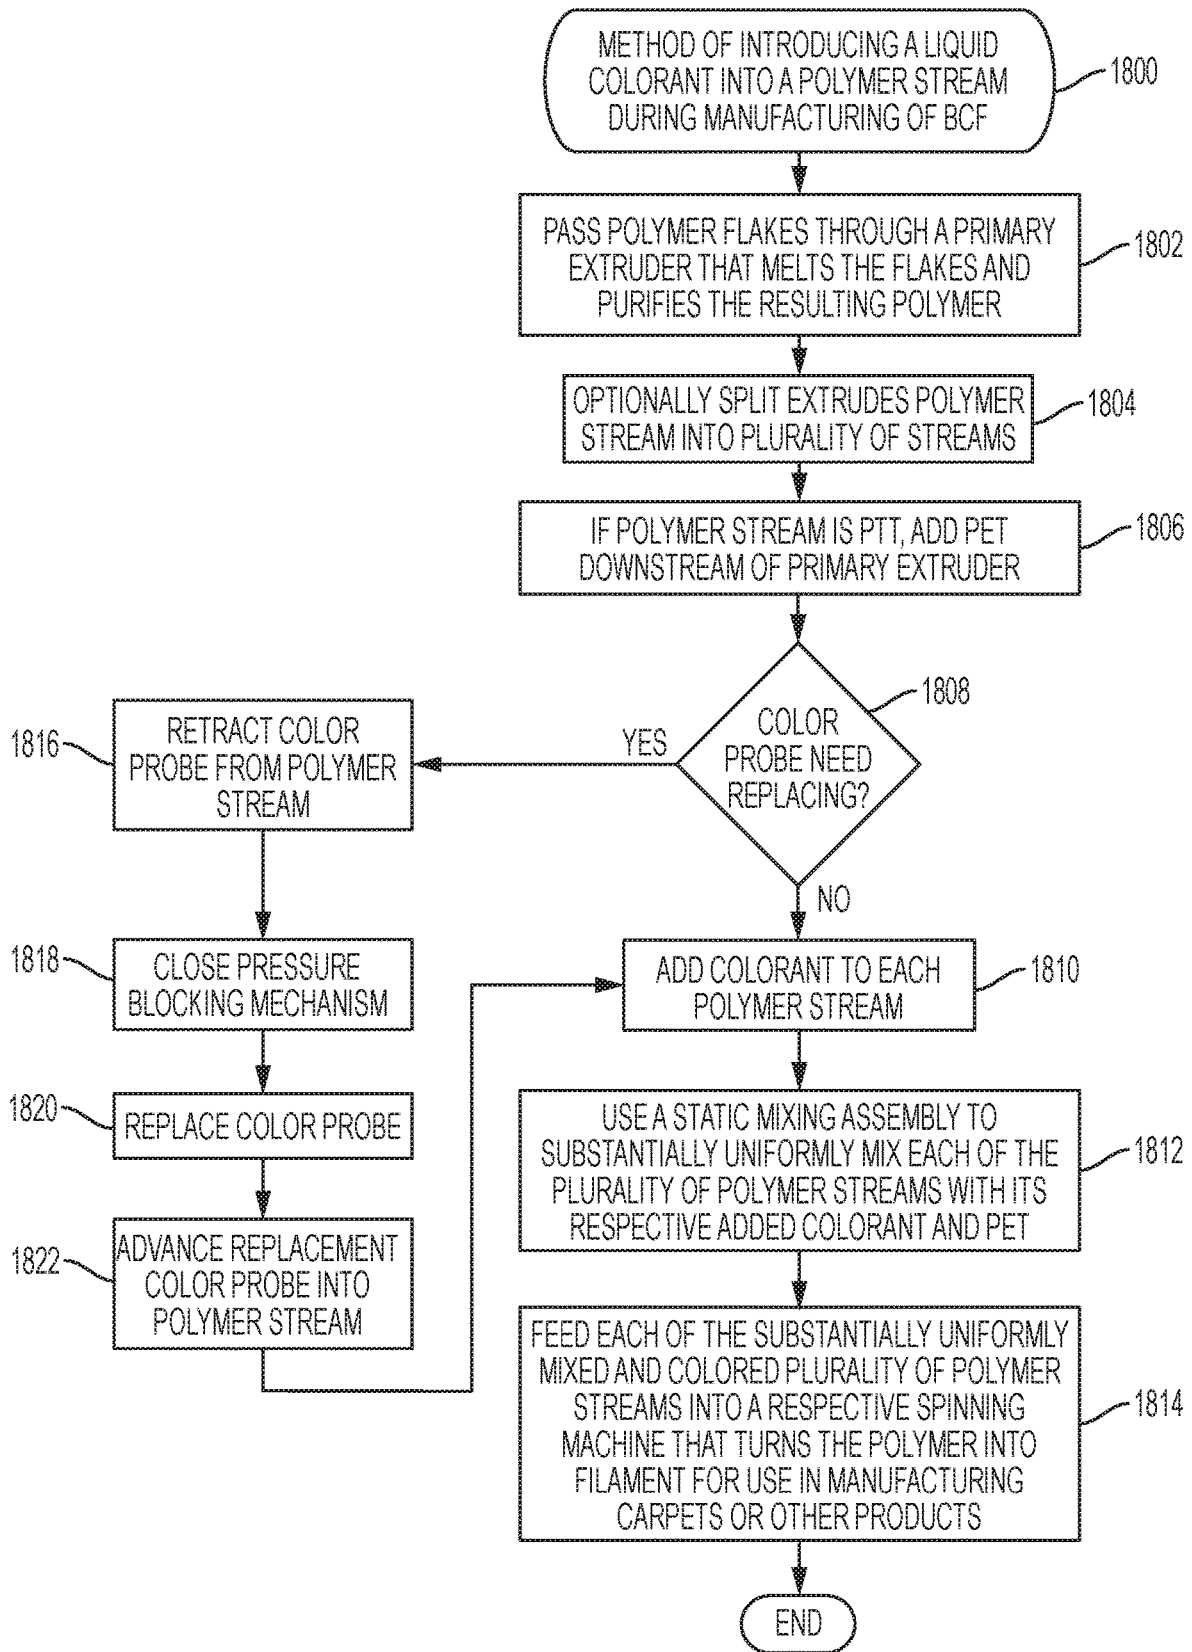 METHOD OF INTRODUCING A LIQUID
COLORANT INTO A POLYMER STREAM
DURING MANUFACTURING OF BCF
1800
PASS POLYMER FLAKES THROUGH A PRIMARY
EXTRUDER THAT MELTS THE FLAKES AND
PURIFIES THE RESULTING POLYMER
1802
OPTIONALLY SPLIT EXTRUDES POLYMER
STREAM INTO PLURALITY OF STREAMS
1804
IF POLYMER STREAM IS PTT, ADD PET
DOWNSTREAM OF PRIMARY EXTRUDER
1806
COLOR
PROBE NEED
REPLACING?
1808
YES
NO
1816
RETRACT COLOR
PROBE FROM POLYMER
STREAM
1818
CLOSE PRESSURE
BLOCKING MECHANISM
1820
REPLACE COLOR PROBE
1822
ADVANCE REPLACEMENT
COLOR PROBE INTO
POLYMER STREAM
ADD COLORANT TO EACH
POLYMER STREAM
1810
USE A STATIC MIXING ASSEMBLY TO
SUBSTANTIALLY UNIFORMLY MIX EACH OF THE
PLURALITY OF POLYMER STREAMS WITH ITS
RESPECTIVE ADDED COLORANT AND PET
1812
FEED EACH OF THE SUBSTANTIALLY UNIFORMLY
MIXED AND COLORED PLURALITY OF POLYMER
STREAMS INTO A RESPECTIVE SPINNING
MACHINE THAT TURNS THE POLYMER INTO
FILAMENT FOR USE IN MANUFACTURING
CARPETS OR OTHER PRODUCTS
1814
END